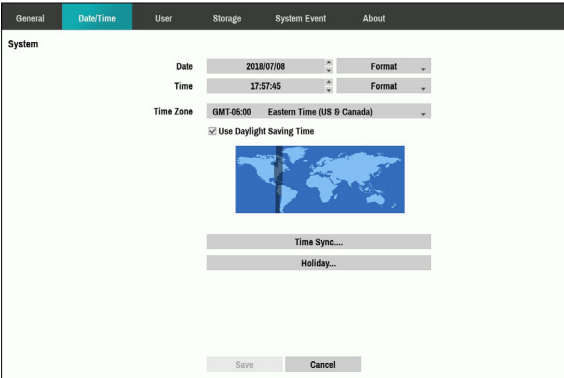 General Date/Time User Storage System Event About
System
Date 2018/07/08 Format
Time 17:57:45 Format
Time Zone GMT-05:00 Eastern Time (US & Canada)
Use Daylight Saving Time
Time Sync....
Holiday...
Save Cancel